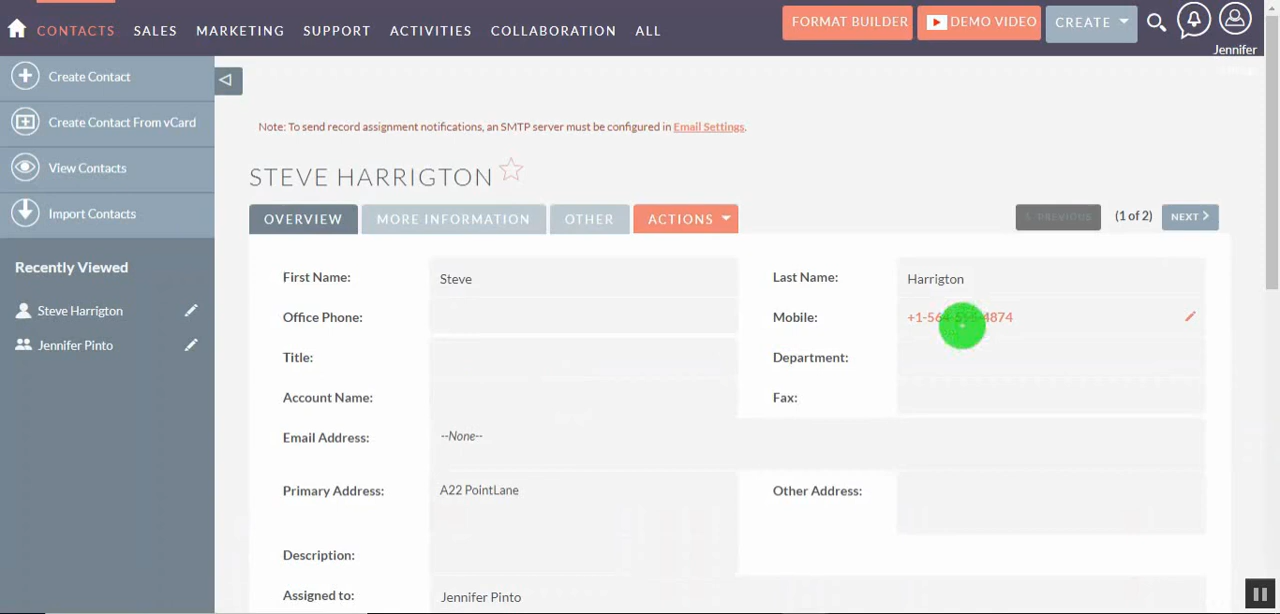 CONTACTS SALES MARKETING SUPPORT ACTIVITIES COLLABORATION ALL FORMAT BUILDER DEMO VIDEO CREATE
Jennifer
Create Contact
Create Contact From vCard
View Contacts
Import Contacts
Recently Viewed
Steve Harrigton
Jennifer Pinto
Note: To send record assignment notifications, an SMTP server must be configured in Email Settings.
STEVE HARRIGTON
OVERVIEW MORE INFORMATION OTHER ACTIONS PREVIOUS (1 of 2) NEXT
First Name: Steve Last Name: Harrigton
Office Phone: Mobile:
Title: Department:
Account Name: Fax:
Email Address: --None--
Primary Address: A22 PointLane Other Address:
Description:
Assigned to: Jennifer Pinto